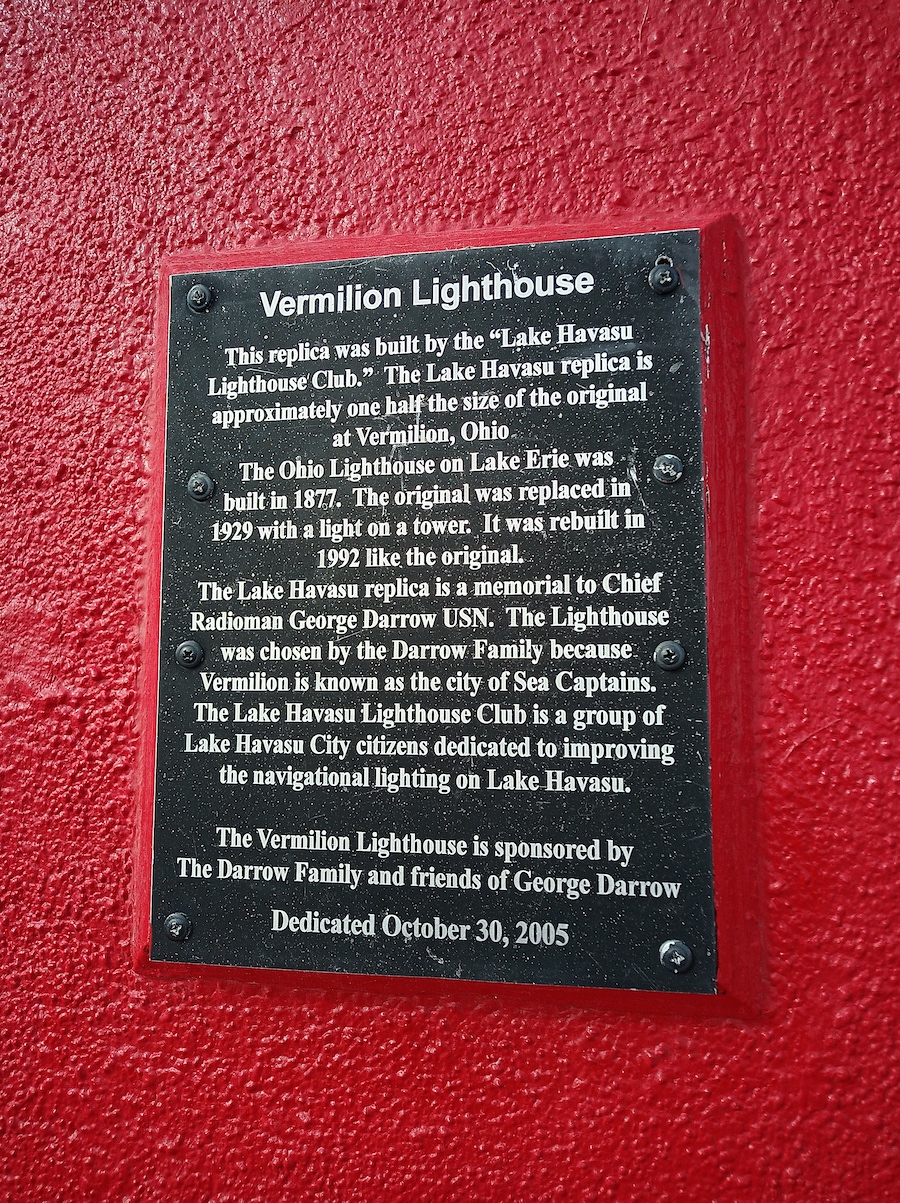 Vermilion Lighthouse
This replica was built by the “Lake Havasu
Lighthouse Club.” The Lake Havasu replica is
approximately one half the size of the original
at Vermilion, Ohio
The Ohio Lighthouse on Lake Erie was
built in 1877. The original was replaced in
1929 with a light on a tower. It was rebuilt in
1992 like the original.
The Lake Havasu replica is a memorial to Chief
Radioman George Darrow USN. The Lighthouse
was chosen by the Darrow Family because
Vermilion is known as the city of Sea Captains.
The Lake Havasu Lighthouse Club is a group of
Lake Havasu City citizens dedicated to improving
the navigational lighting on Lake Havasu.
The Vermilion Lighthouse is sponsored by
The Darrow Family and friends of George Darrow
Dedicated October 30, 2005